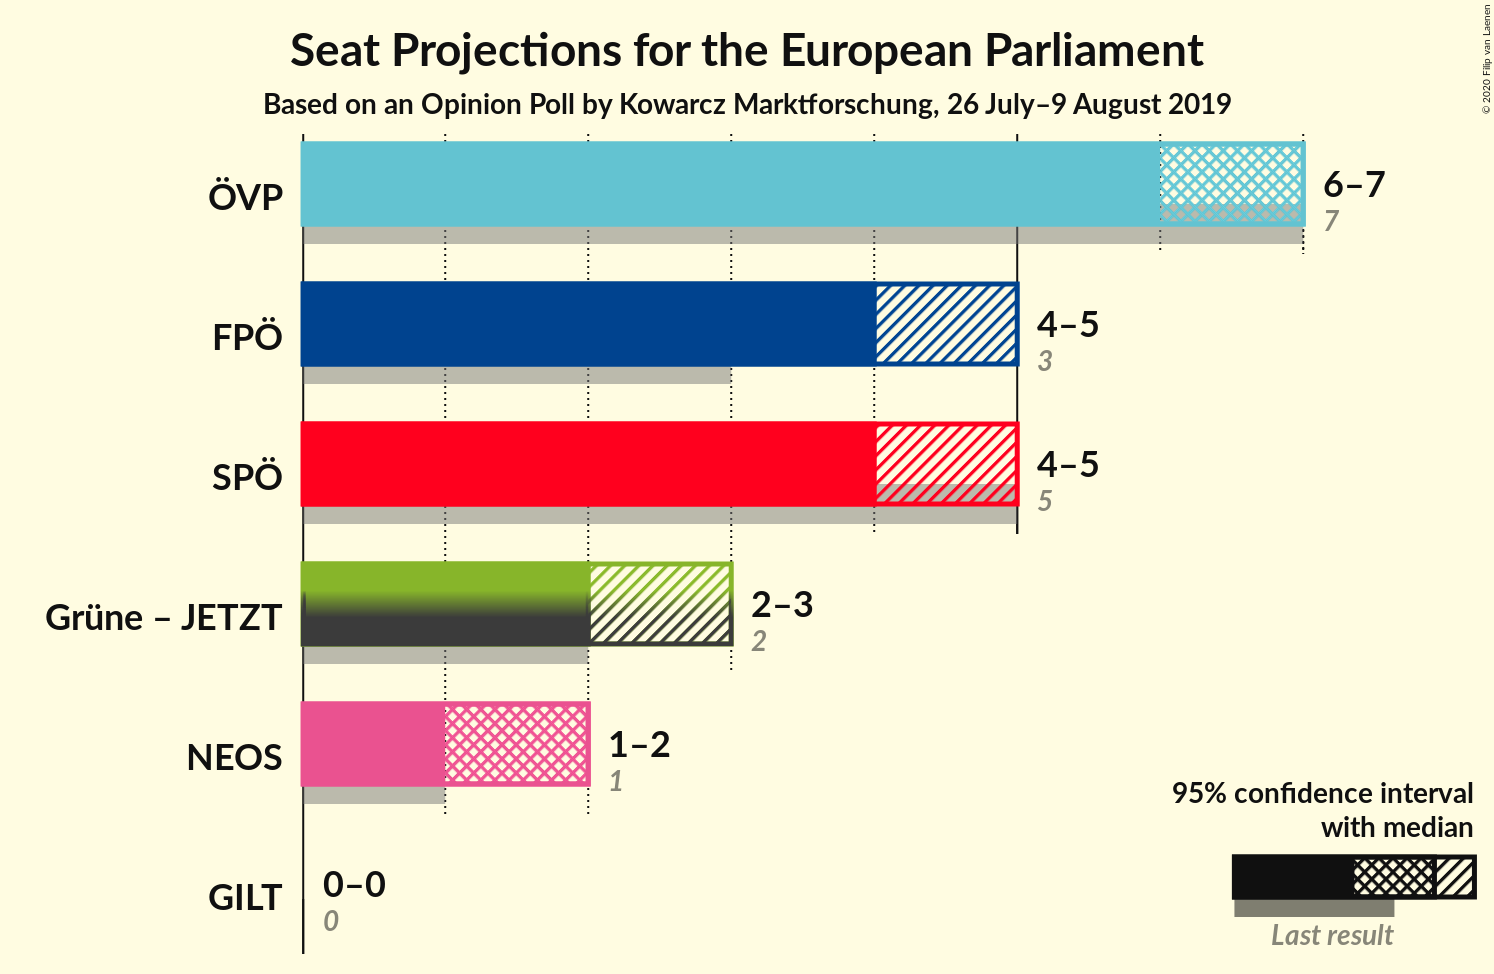 Seat Projections for the European Parliament
Based on an Opinion Poll by Kowarcz Marktforschung, 26 July–9 August 2019
© 2020 Filip van Laenen
ÖVP
6–7
7
FPÖ
4–5
3
SPÖ
4–5
5
Grüne – JETZT
2–3
2
NEOS
1–2
1
GILT
0–0
0
95% confidence interval
with median
Last result